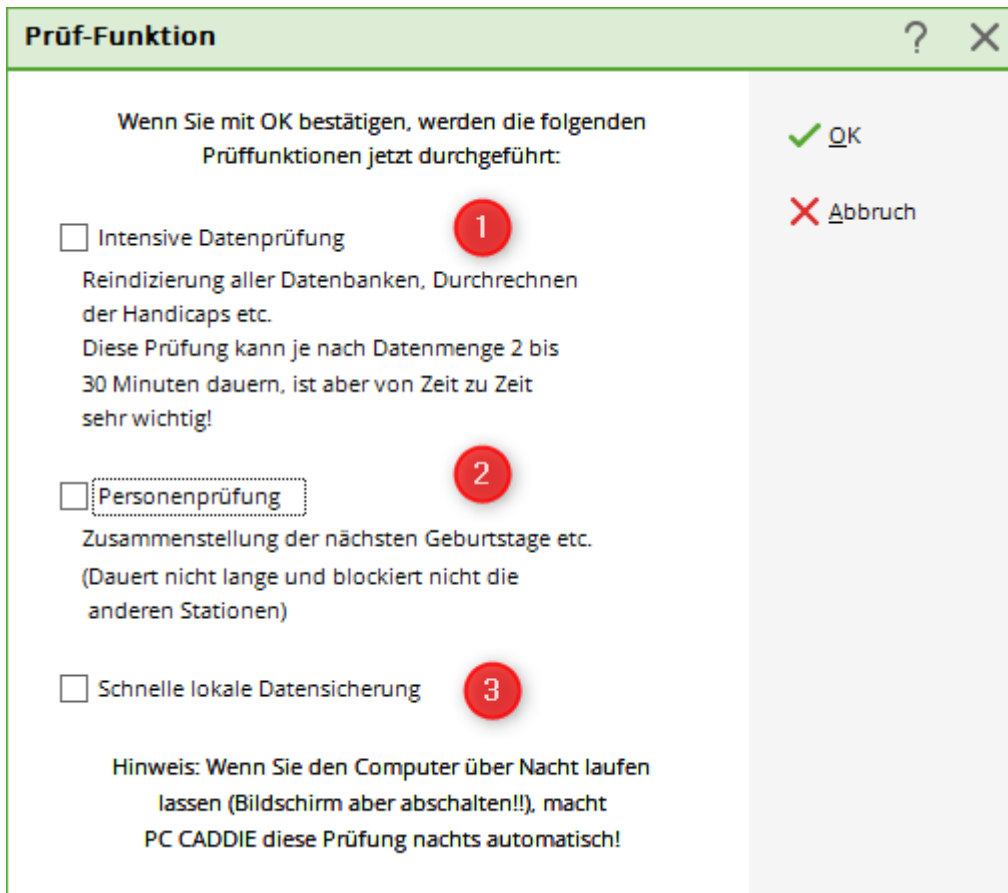 Prüf-Funktion
?
Wenn Sie mit OK bestätigen, werden die folgenden
Prüffunktionen jetzt durchgeführt:
OK
Abbruch
1
Intensive Datenprüfung
Reindizierung aller Datenbanken, Durchrechnen
der Handicaps etc.
Diese Prüfung kann je nach Datenmenge 2 bis
30 Minuten dauern, ist aber von Zeit zu Zeit
sehr wichtig!
2
Personenprüfung
Zusammenstellung der nächsten Geburtstage etc.
(Dauert nicht lange und blockiert nicht die
anderen Stationen)
Schnelle lokale Datensicherung
3
Hinweis: Wenn Sie den Computer über Nacht laufen
lassen (Bildschirm aber abschalten!!), macht
PC CADDIE diese Prüfung nachts automatisch!